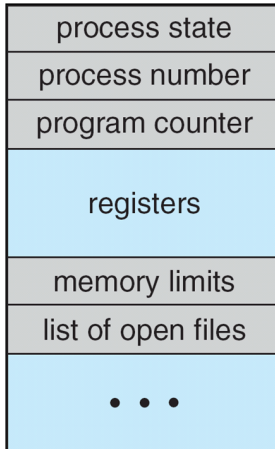 process state
process number
program counter
registers
memory limits
list of open files
• • •